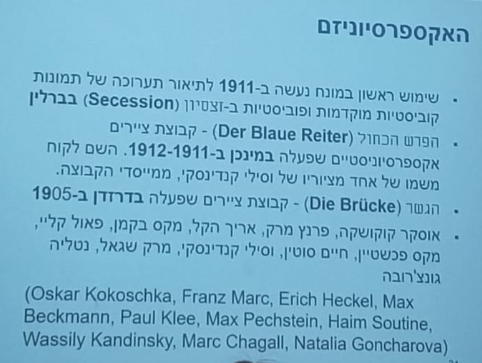 האקספרסיוניזם
• שימוש ראשון במונח נעשה ב-1911 לתיאור תערוכה של תמונות
קוביסטיות מוקדמות ופוביסטיות ב-זצסיון (Secession) בברלין
• הפרש הכחול (Der Blaue Reiter) - קבוצת ציירים
אקספרסיוניסטיים שפעלה במינכן ב-1911-1912. השם לקוח
משמו של אחד מציוריו של וסילי קנדינסקי, ממייסדי הקבוצה.
• הגשר (Die Brücke) - קבוצת ציירים שפעלה בדרזדן ב-1905
• אוסקר קוקושקה, פרנץ מרק, אריך הקל, מקס בקמן, פאול קליי,
מקס פכשטיין, חיים סוטין, וסילי קנדינסקי, מרק שגאל, נטליה
גונצ'רובה
(Oskar Kokoschka, Franz Marc, Erich Heckel, Max
Beckmann, Paul Klee, Max Pechstein, Haim Soutine,
Wassily Kandinsky, Marc Chagall, Natalia Goncharova)